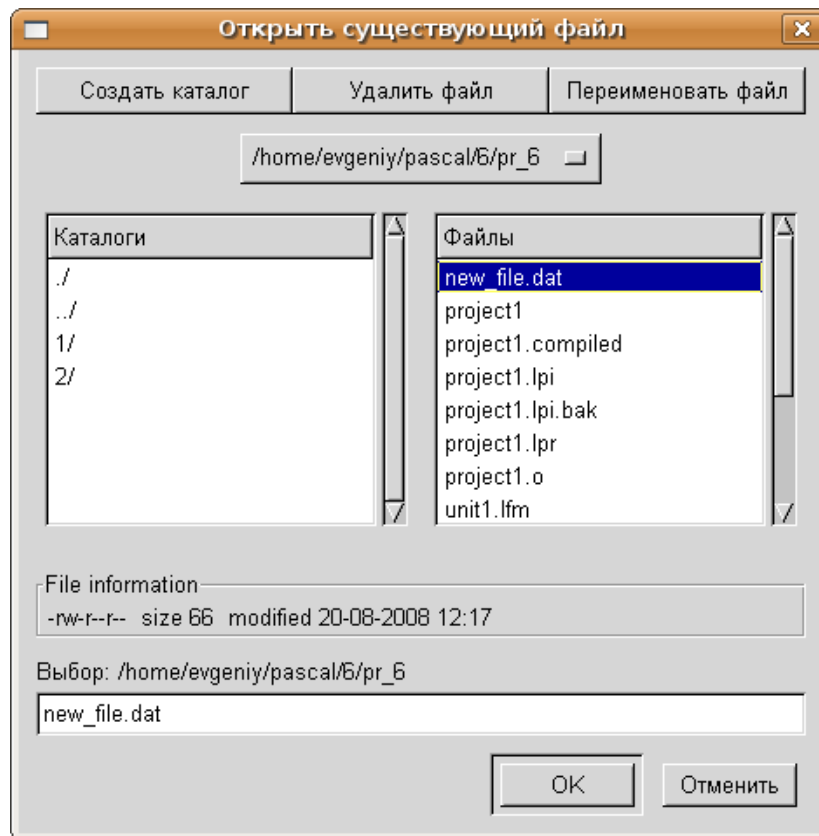 Открыть существующий файл
Создать каталог Удалить файл Переименовать файл
/home/evgeniy/pascal/6/pr_6
Каталоги
./
../
1/
2/
Файлы
new_file.dat
project1
project1.compiled
project1.lpi
project1.lpi.bak
project1.lpr
project1.o
unit1.lfm
File information
-rw-r--r-- size 66 modified 20-08-2008 12:17
Выбор: /home/evgeniy/pascal/6/pr_6
new_file.dat
OK Отменить